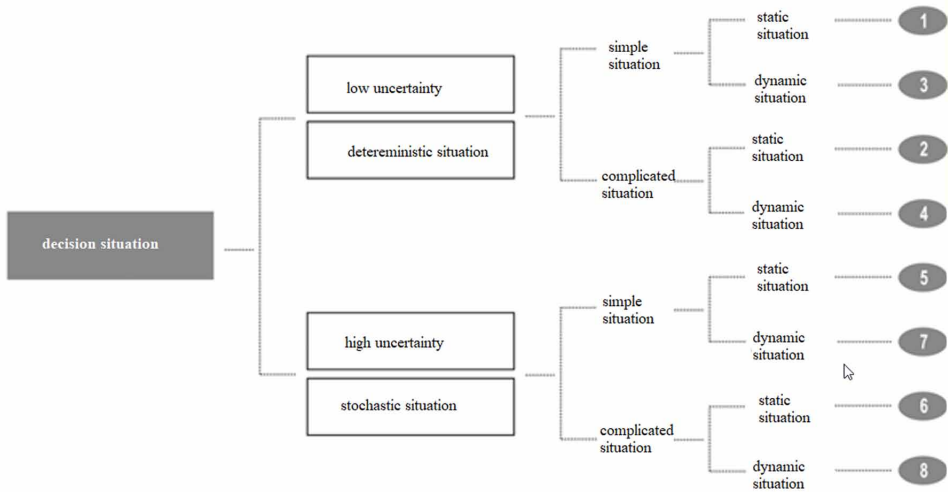 static
situation
1
simple
situation
low uncertainty
dynamic
situation
3
detereministic situation
static
situation
2
complicated
situation
dynamic
situation
4
decision situation
static
situation
5
simple
situation
high uncertainty
dynamic
situation
7
stochastic situation
static
situation
6
complicated
situation
dynamic
situation
8